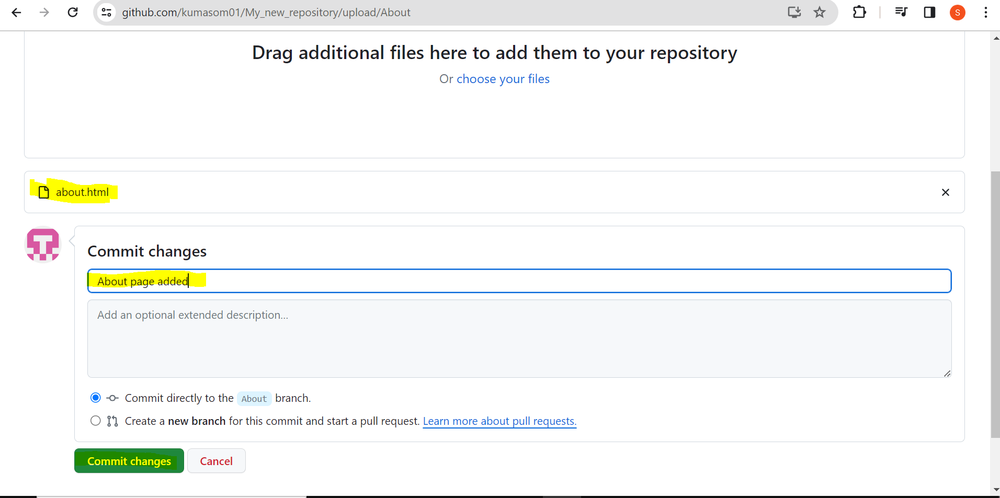 github.com/kumasom01/My_new_repository/upload/About
S
Drag additional files here to add them to your repository
Or choose your files
about.html
Commit changes
About page added
Add an optional extended description...
Commit directly to the About branch.
Create a new branch for this commit and start a pull request. Learn more about pull requests.
Commit changes Cancel